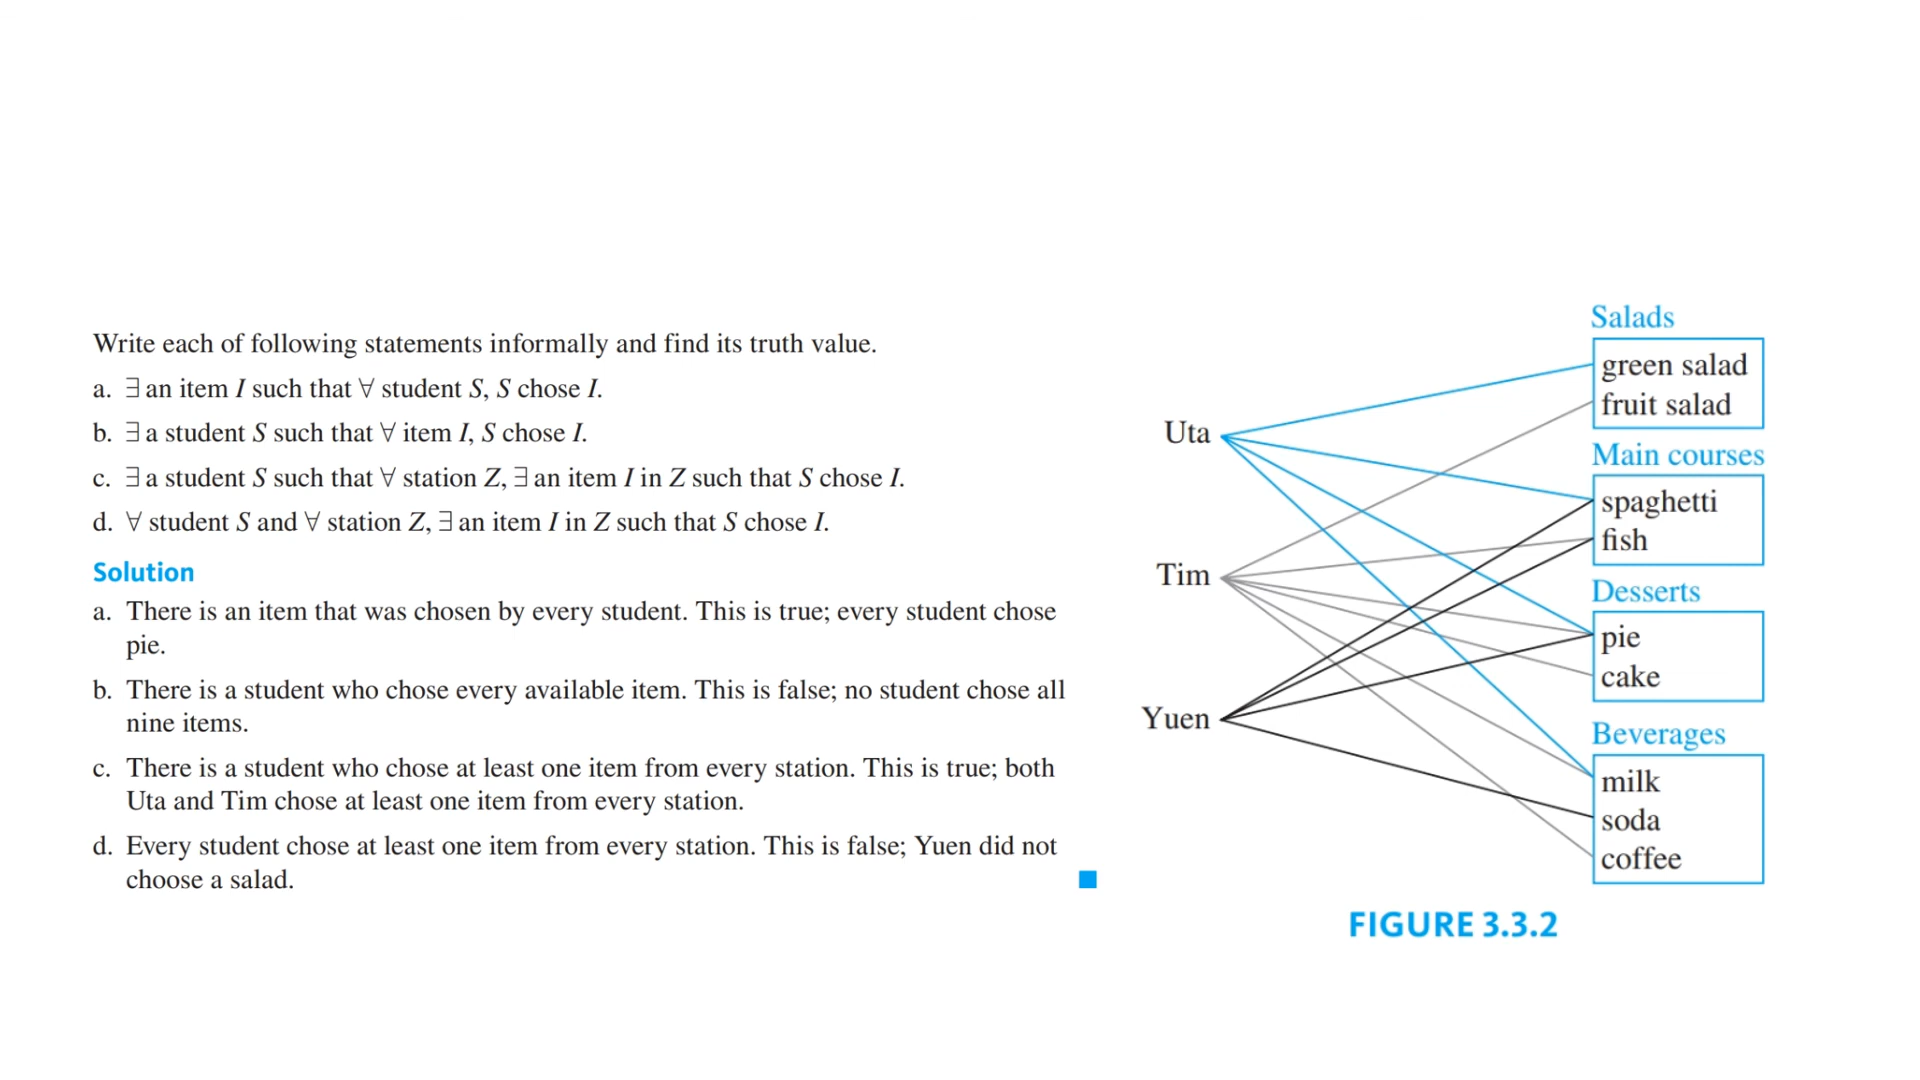 Write each of following statements informally and find its truth value.
a. ∃ an item I such that ∀ student S, S chose I.
b. ∃ a student S such that ∀ item I, S chose I.
c. ∃ a student S such that ∀ station Z, ∃ an item I in Z such that S chose I.
d. ∀ student S and ∀ station Z, ∃ an item I in Z such that S chose I.
Solution
a. There is an item that was chosen by every student. This is true; every student chose
pie.
b. There is a student who chose every available item. This is false; no student chose all
nine items.
c. There is a student who chose at least one item from every station. This is true; both
Uta and Tim chose at least one item from every station.
d. Every student chose at least one item from every station. This is false; Yuen did not
choose a salad.
Uta
Tim
Yuen
Salads
green salad
fruit salad
Main courses
spaghetti
fish
Desserts
pie
cake
Beverages
milk
soda
coffee
FIGURE 3.3.2